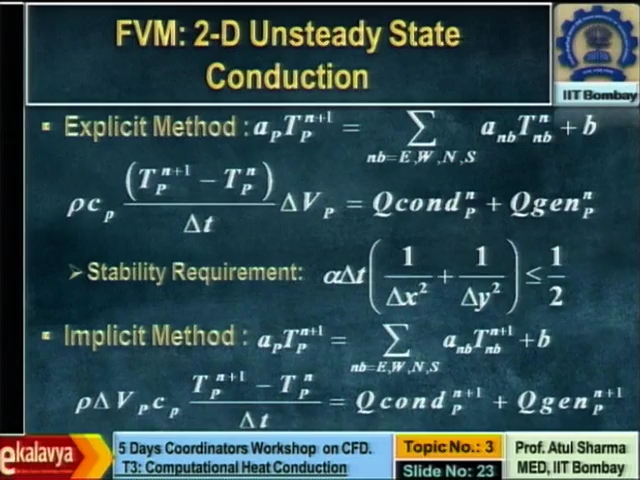 FVM: 2-D Unsteady State
Conduction
IIT Bombay
▪ Explicit Method : a_P T_P^{n+1} = ∑_{nb=E,W,N,S} a_{nb} T_{nb}^n + b
ρ c_p (T_P^{n+1} − T_P^n) / Δt ΔV_P = Qcond_P^n + Qgen_P^n
➢ Stability Requirement: αΔt (1/Δx² + 1/Δy²) ≤ 1/2
▪ Implicit Method : a_P T_P^{n+1} = ∑_{nb=E,W,N,S} a_{nb} T_{nb}^{n+1} + b
ρ Δ V_P c_p (T_P^{n+1} − T_P^n) / Δt = Qcond_P^{n+1} + Qgen_P^{n+1}
ekalavya
5 Days Coordinators Workshop on CFD.
T3: Computational Heat Conduction
Topic No.: 3
Slide No: 23
Prof. Atul Sharma
MED, IIT Bombay